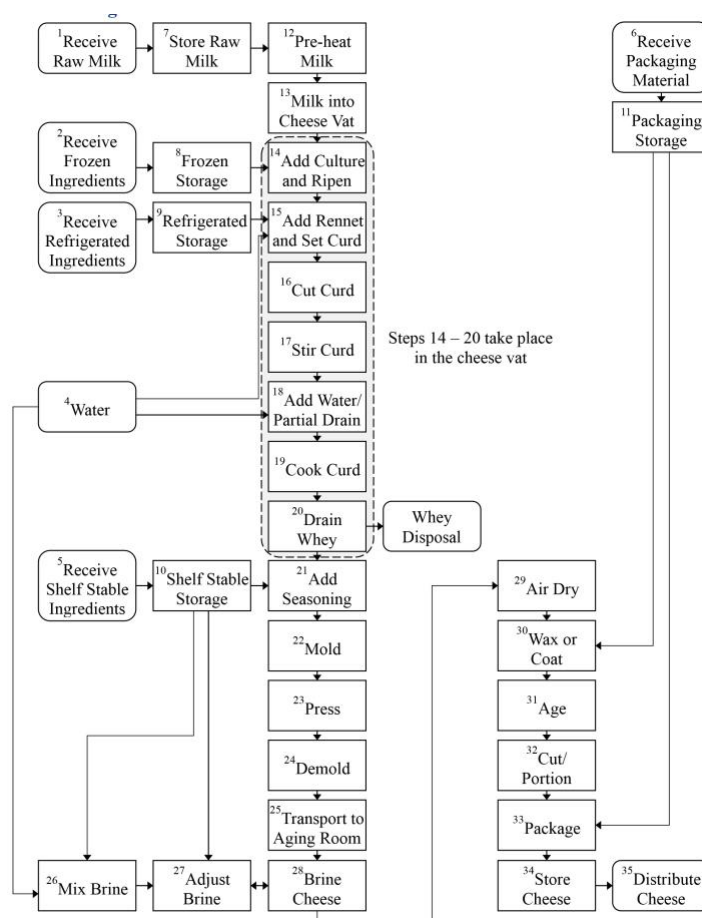 1Receive
Raw Milk
7Store Raw
Milk
12Pre-heat
Milk
6Receive
Packaging
Material
13Milk into
Cheese Vat
11Packaging
Storage
2Receive
Frozen
Ingredients
8Frozen
Storage
14Add Culture
and Ripen
3Receive
Refrigerated
Ingredients
9Refrigerated
Storage
15Add Rennet
and Set Curd
16Cut Curd
17Stir Curd
Steps 14 – 20 take place
in the cheese vat
4Water
18Add Water/
Partial Drain
19Cook Curd
20Drain
Whey
Whey
Disposal
5Receive
Shelf Stable
Ingredients
10Shelf Stable
Storage
21Add
Seasoning
29Air Dry
22Mold
30Wax or
Coat
23Press
31Age
24Demold
32Cut/
Portion
25Transport to
Aging Room
33Package
26Mix Brine
27Adjust
Brine
28Brine
Cheese
34Store
Cheese
35Distribute
Cheese